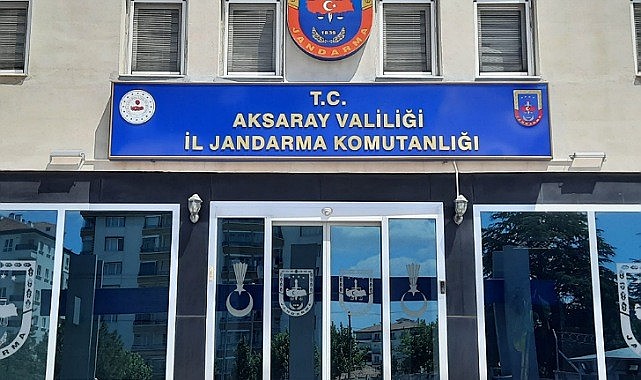 1839
JANDARMA
T.C.
AKSARAY VALİLİĞİ
İL JANDARMA KOMUTANLIĞI